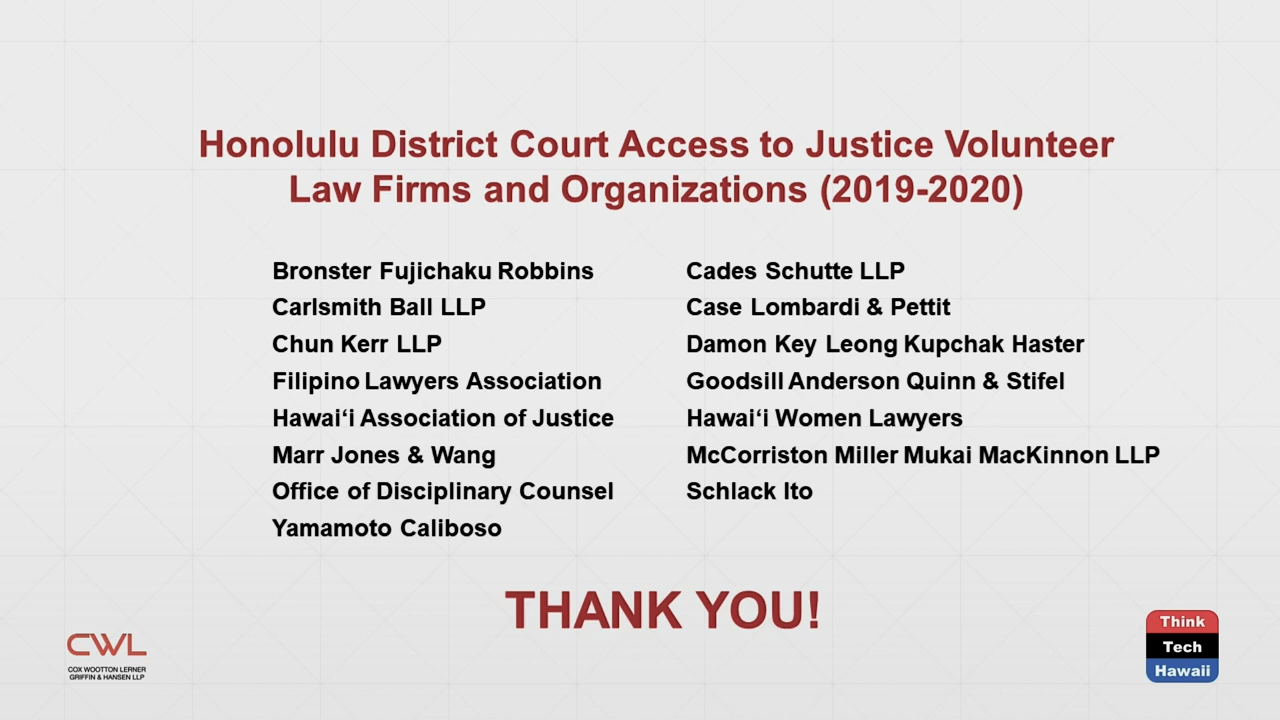 Honolulu District Court Access to Justice Volunteer
Law Firms and Organizations (2019-2020)
Bronster Fujichaku Robbins
Carlsmith Ball LLP
Chun Kerr LLP
Filipino Lawyers Association
Hawai‘i Association of Justice
Marr Jones & Wang
Office of Disciplinary Counsel
Yamamoto Caliboso
Cades Schutte LLP
Case Lombardi & Pettit
Damon Key Leong Kupchak Haster
Goodsill Anderson Quinn & Stifel
Hawai‘i Women Lawyers
McCorriston Miller Mukai MacKinnon LLP
Schlack Ito
THANK YOU!
CWL
COX WOOTTON LERNER
GRIFFIN & HANSEN LLP
Think
Tech
Hawaii